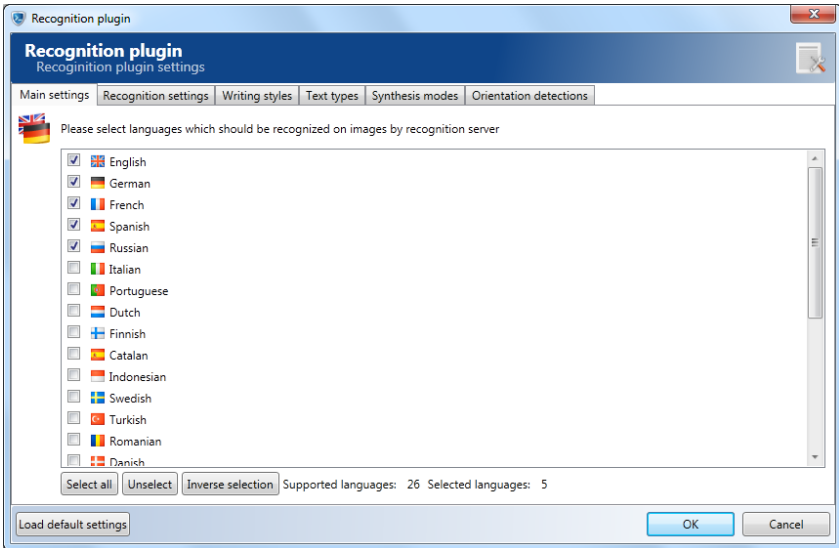 Recognition plugin
Recognition plugin
Recoginition plugin settings
Main settings Recognition settings Writing styles Text types Synthesis modes Orientation detections
Please select languages which should be recognized on images by recognition server
English
German
French
Spanish
Russian
Italian
Portuguese
Dutch
Finnish
Catalan
Indonesian
Swedish
Turkish
Romanian
Danish
Select all Unselect Inverse selection Supported languages: 26 Selected languages: 5
Load default settings OK Cancel